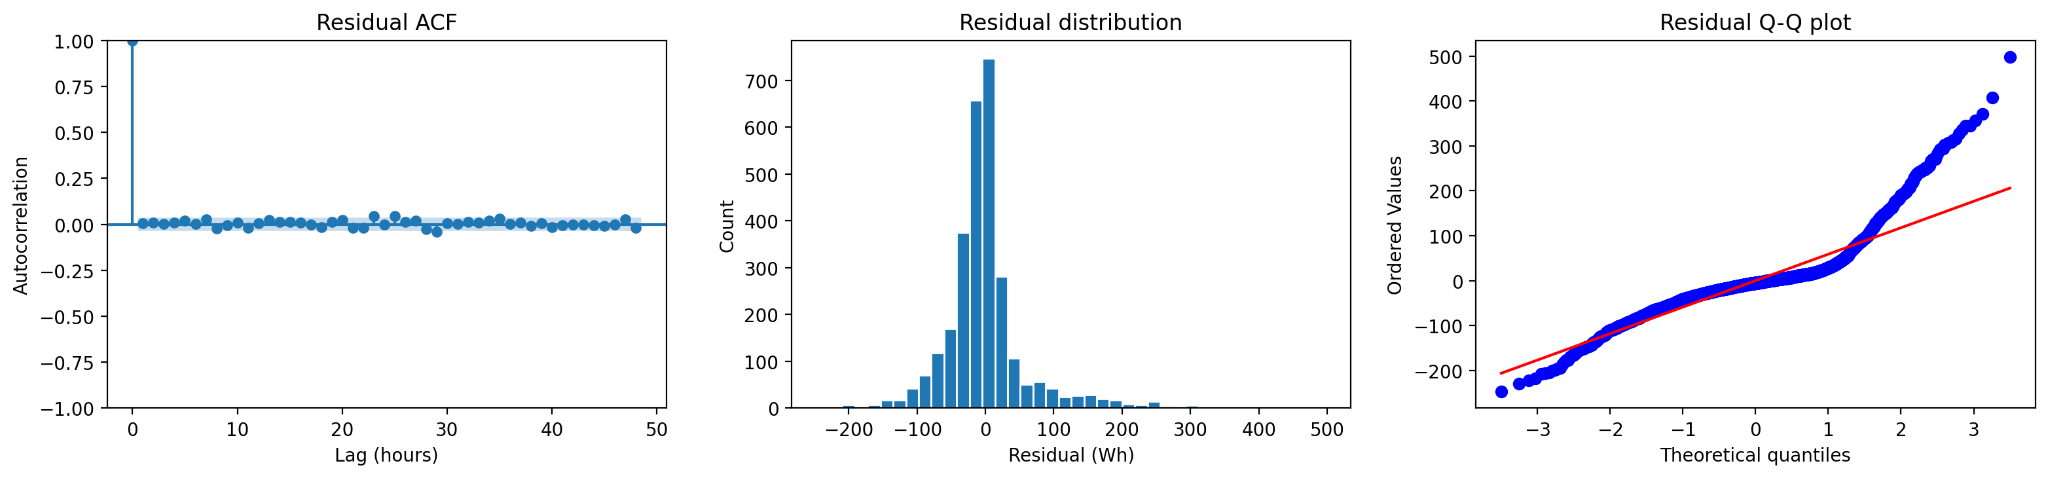 Residual ACF
1.00
0.75
0.50
0.25
0.00
−0.25
−0.50
−0.75
−1.00
Autocorrelation
0 10 20 30 40 50
Lag (hours)
Residual distribution
700
600
500
400
300
200
100
0
Count
−200 −100 0 100 200 300 400 500
Residual (Wh)
Residual Q-Q plot
500
400
300
200
100
0
−100
−200
Ordered Values
−3 −2 −1 0 1 2 3
Theoretical quantiles